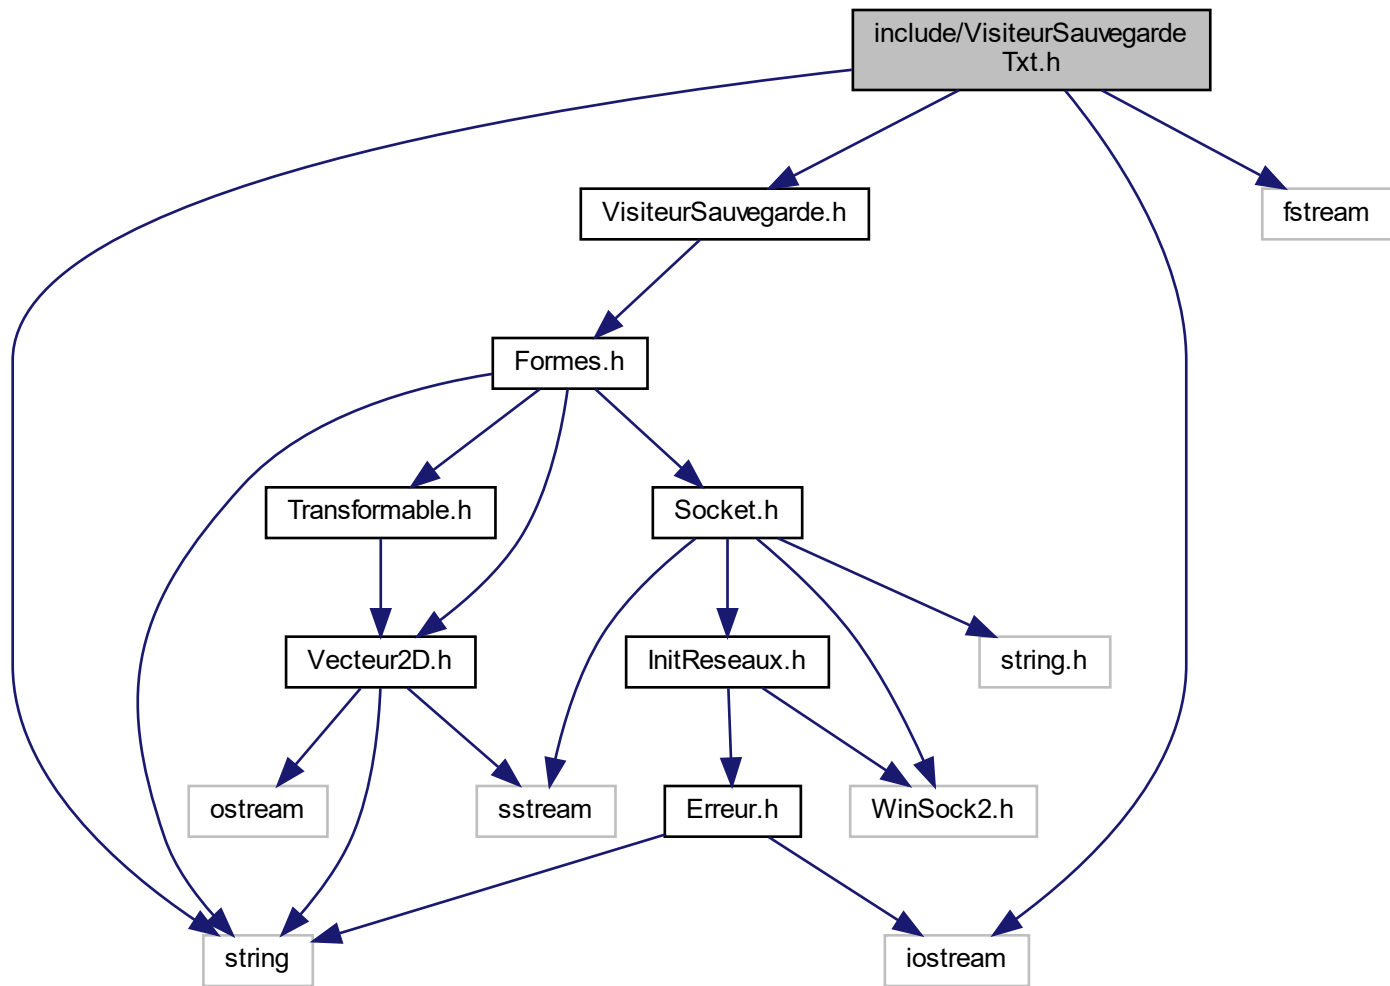 include/VisiteurSauvegarde
Txt.h
VisiteurSauvegarde.h
fstream
Formes.h
Transformable.h
Socket.h
Vecteur2D.h
InitReseaux.h
string.h
ostream
sstream
Erreur.h
WinSock2.h
string
iostream